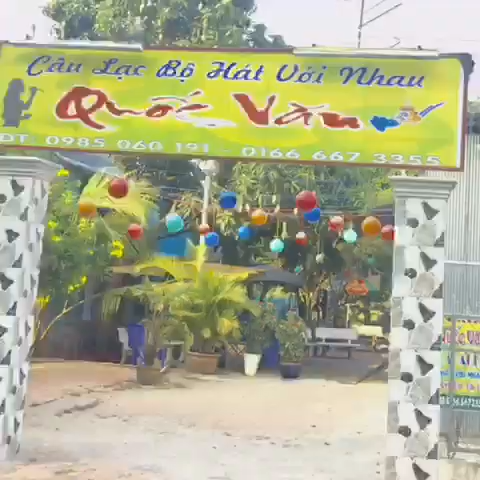 Câu Lạc Bộ Hát Với Nhau
Quốc Văn
ĐT 0985 060 191 - 0166 667 3355